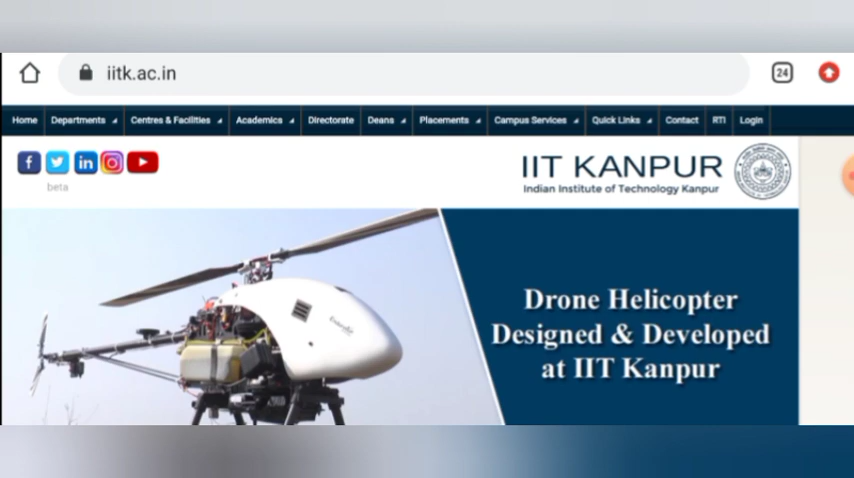 iitk.ac.in
24
Home Departments Centres & Facilities Academics Directorate Deans Placements Campus Services Quick Links Contact RTI Login
beta
IIT KANPUR
Indian Institute of Technology Kanpur
Drone Helicopter
Designed & Developed
at IIT Kanpur